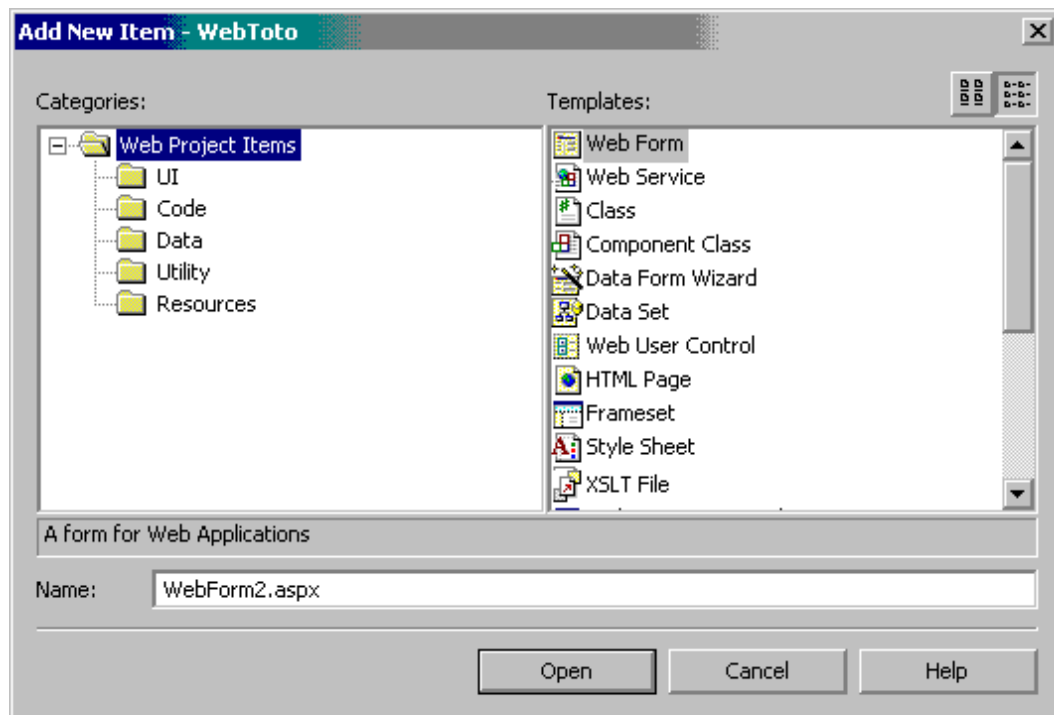 Add New Item - WebToto
Categories:
Templates:
Web Project Items
UI
Code
Data
Utility
Resources
Web Form
Web Service
Class
Component Class
Data Form Wizard
Data Set
Web User Control
HTML Page
Frameset
Style Sheet
XSLT File
A form for Web Applications
Name:
WebForm2.aspx
Open
Cancel
Help